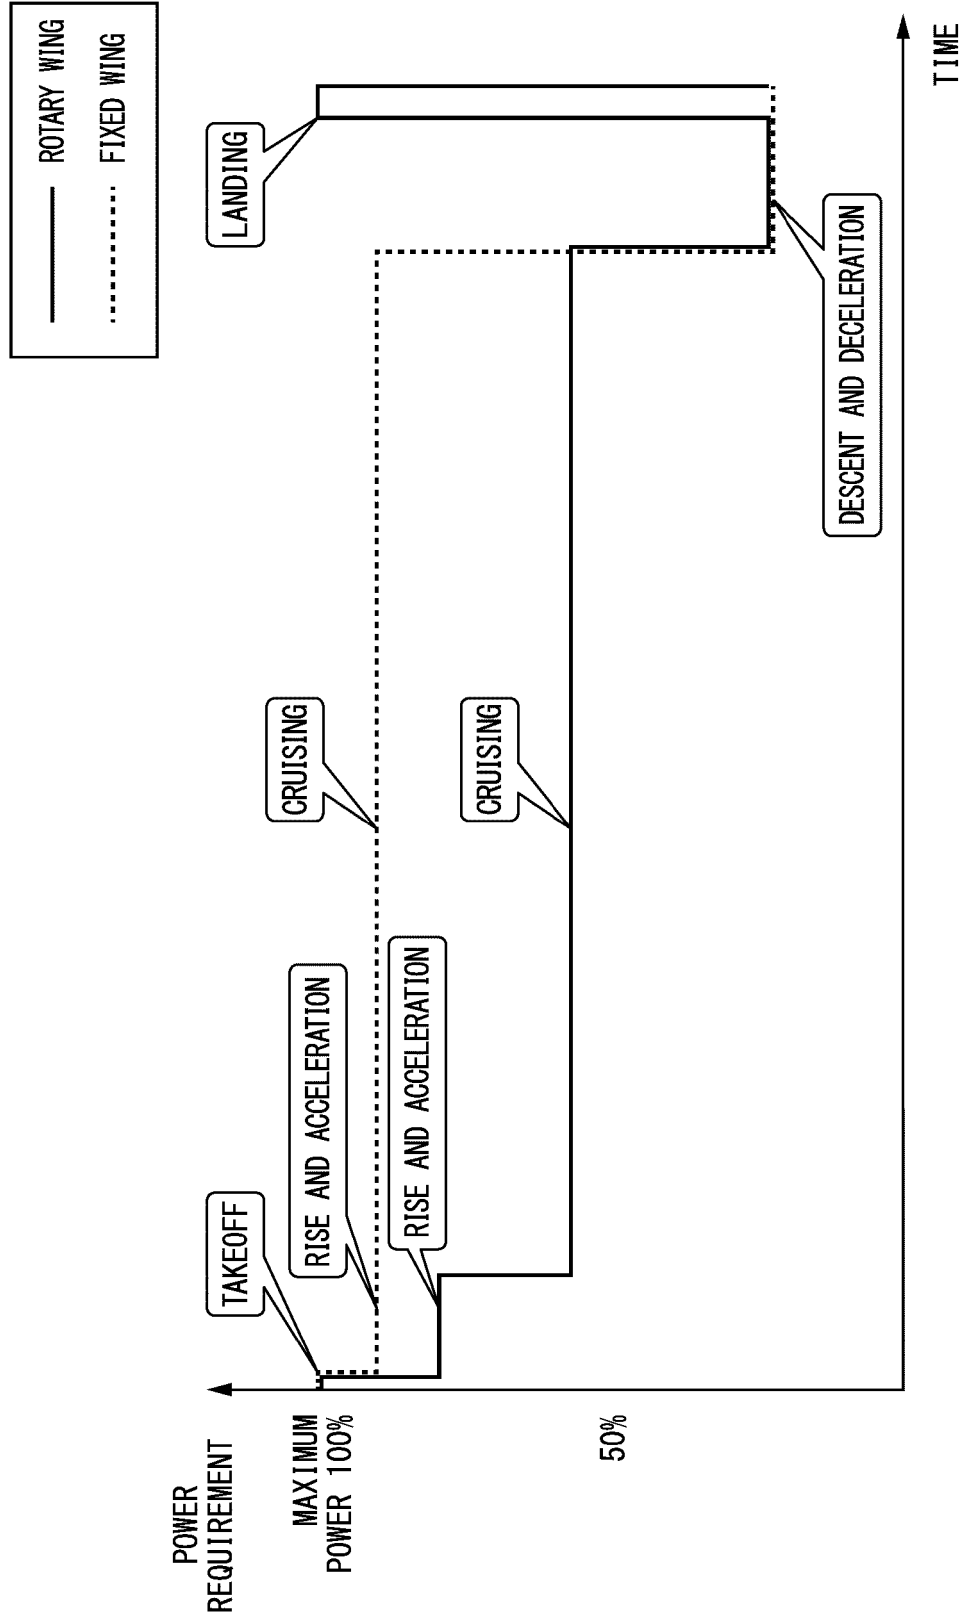 ROTARY WING
FIXED WING
POWER
REQUIREMENT
MAXIMUM
POWER 100%
50%
TAKEOFF
RISE AND ACCELERATION
RISE AND ACCELERATION
CRUISING
CRUISING
LANDING
DESCENT AND DECELERATION
TIME